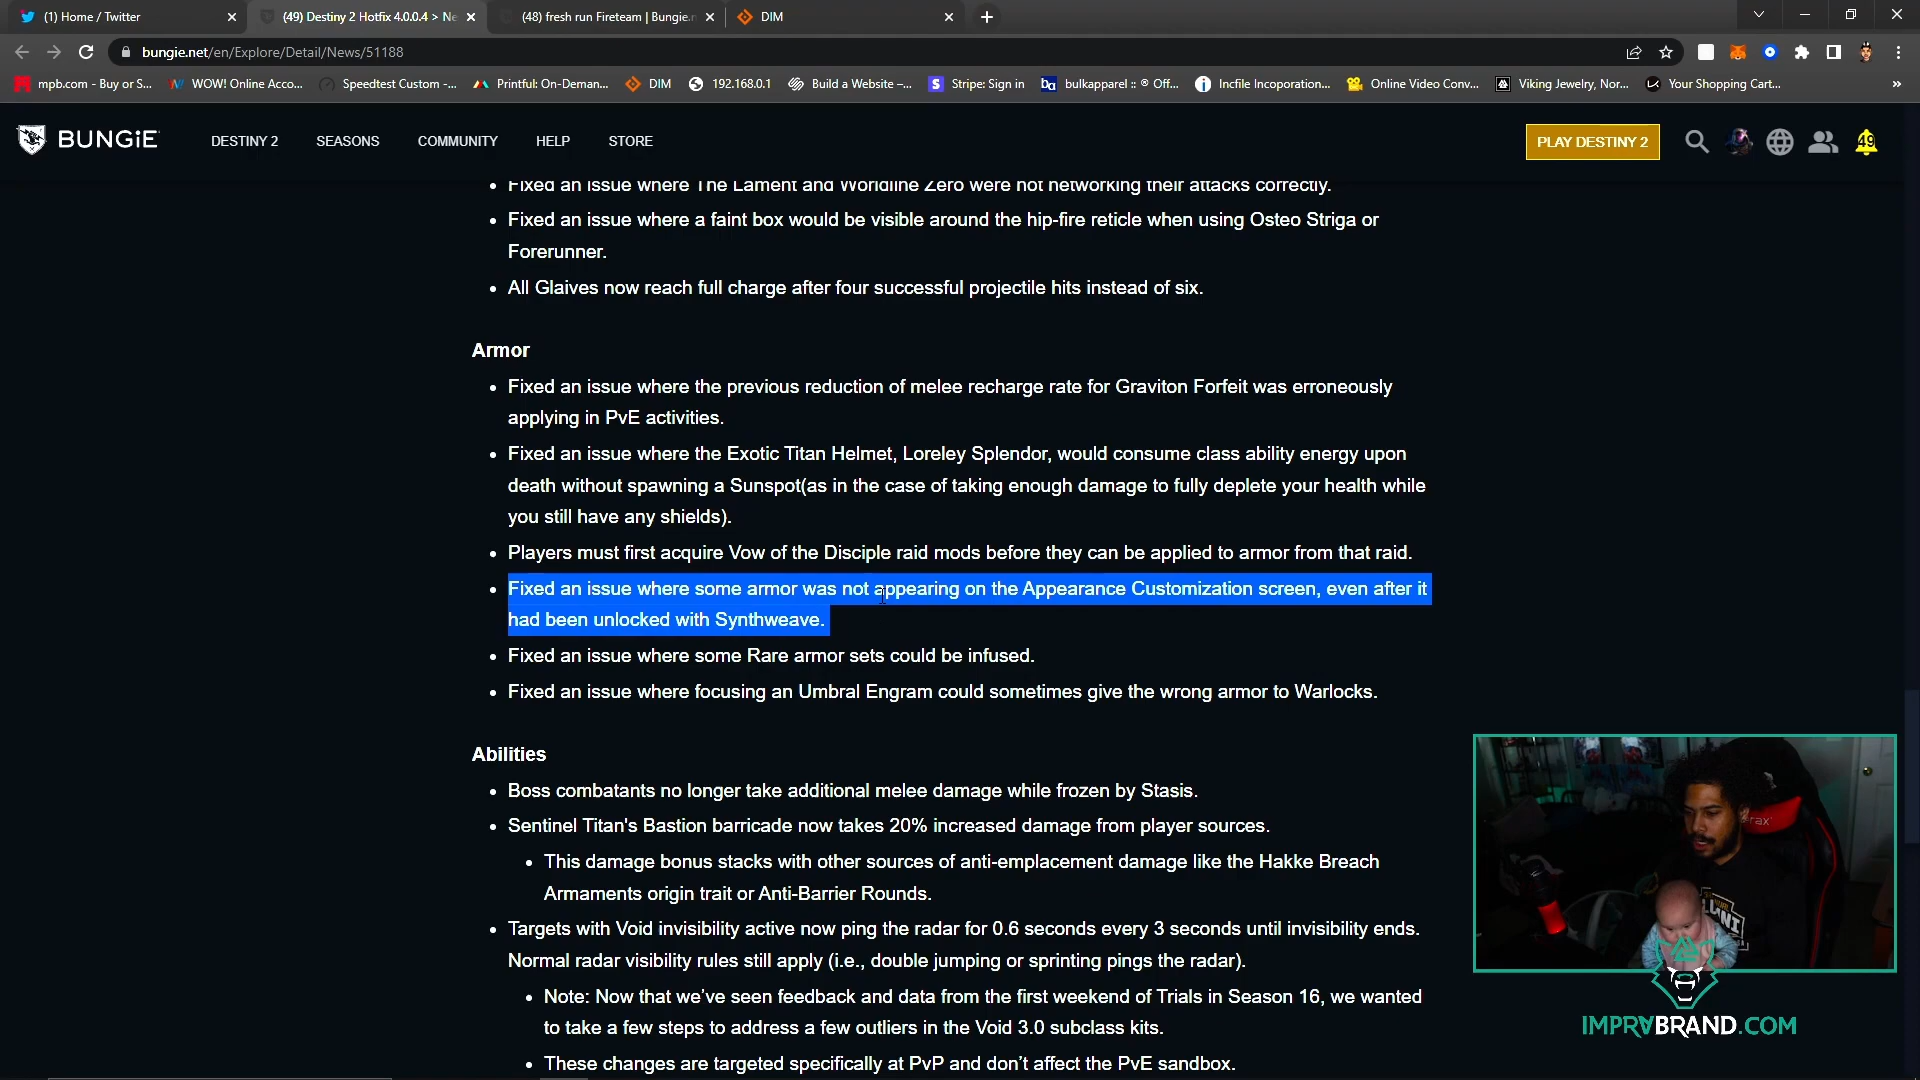 (1) Home / Twitter
(49) Destiny 2 Hotfix 4.0.0.4 > Ne
(48) fresh run Fireteam | Bungie.n
DIM
bungie.net/en/Explore/Detail/News/51188
mpb.com - Buy or S...
WOW! Online Acco...
Speedtest Custom -...
Printful: On-Deman...
DIM
192.168.0.1
Build a Website –...
Stripe: Sign in
bulkapparel :: ® Off...
Incfile Incoporation...
Online Video Conv...
Viking Jewelry, Nor...
Your Shopping Cart...
BUNGiE
DESTINY 2
SEASONS
COMMUNITY
HELP
STORE
PLAY DESTINY 2
49
• Fixed an issue where The Lament and Worldline Zero were not networking their attacks correctly.
• Fixed an issue where a faint box would be visible around the hip-fire reticle when using Osteo Striga or
Forerunner.
• All Glaives now reach full charge after four successful projectile hits instead of six.
Armor
• Fixed an issue where the previous reduction of melee recharge rate for Graviton Forfeit was erroneously
applying in PvE activities.
• Fixed an issue where the Exotic Titan Helmet, Loreley Splendor, would consume class ability energy upon
death without spawning a Sunspot(as in the case of taking enough damage to fully deplete your health while
you still have any shields).
• Players must first acquire Vow of the Disciple raid mods before they can be applied to armor from that raid.
• Fixed an issue where some armor was not appearing on the Appearance Customization screen, even after it
had been unlocked with Synthweave.
• Fixed an issue where some Rare armor sets could be infused.
• Fixed an issue where focusing an Umbral Engram could sometimes give the wrong armor to Warlocks.
Abilities
• Boss combatants no longer take additional melee damage while frozen by Stasis.
• Sentinel Titan's Bastion barricade now takes 20% increased damage from player sources.
• This damage bonus stacks with other sources of anti-emplacement damage like the Hakke Breach
Armaments origin trait or Anti-Barrier Rounds.
• Targets with Void invisibility active now ping the radar for 0.6 seconds every 3 seconds until invisibility ends.
Normal radar visibility rules still apply (i.e., double jumping or sprinting pings the radar).
• Note: Now that we've seen feedback and data from the first weekend of Trials in Season 16, we wanted
to take a few steps to address a few outliers in the Void 3.0 subclass kits.
• These changes are targeted specifically at PvP and don't affect the PvE sandbox.
IMPRVBRAND.COM